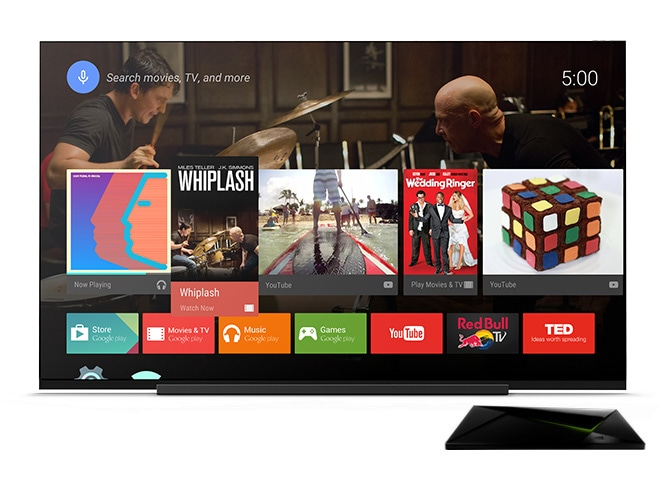 Search movies, TV, and more
5:00
MILES TELLER J.K. SIMMONS
WHIPLASH
The
Wedding Ringer
Now Playing
YouTube
Play Movies & TV
YouTube
Whiplash
Watch Now
Store
Google play
Movies & TV
Google play
Music
Google play
Games
Google play
YouTube
Red Bull
TV
TED
Ideas worth spreading